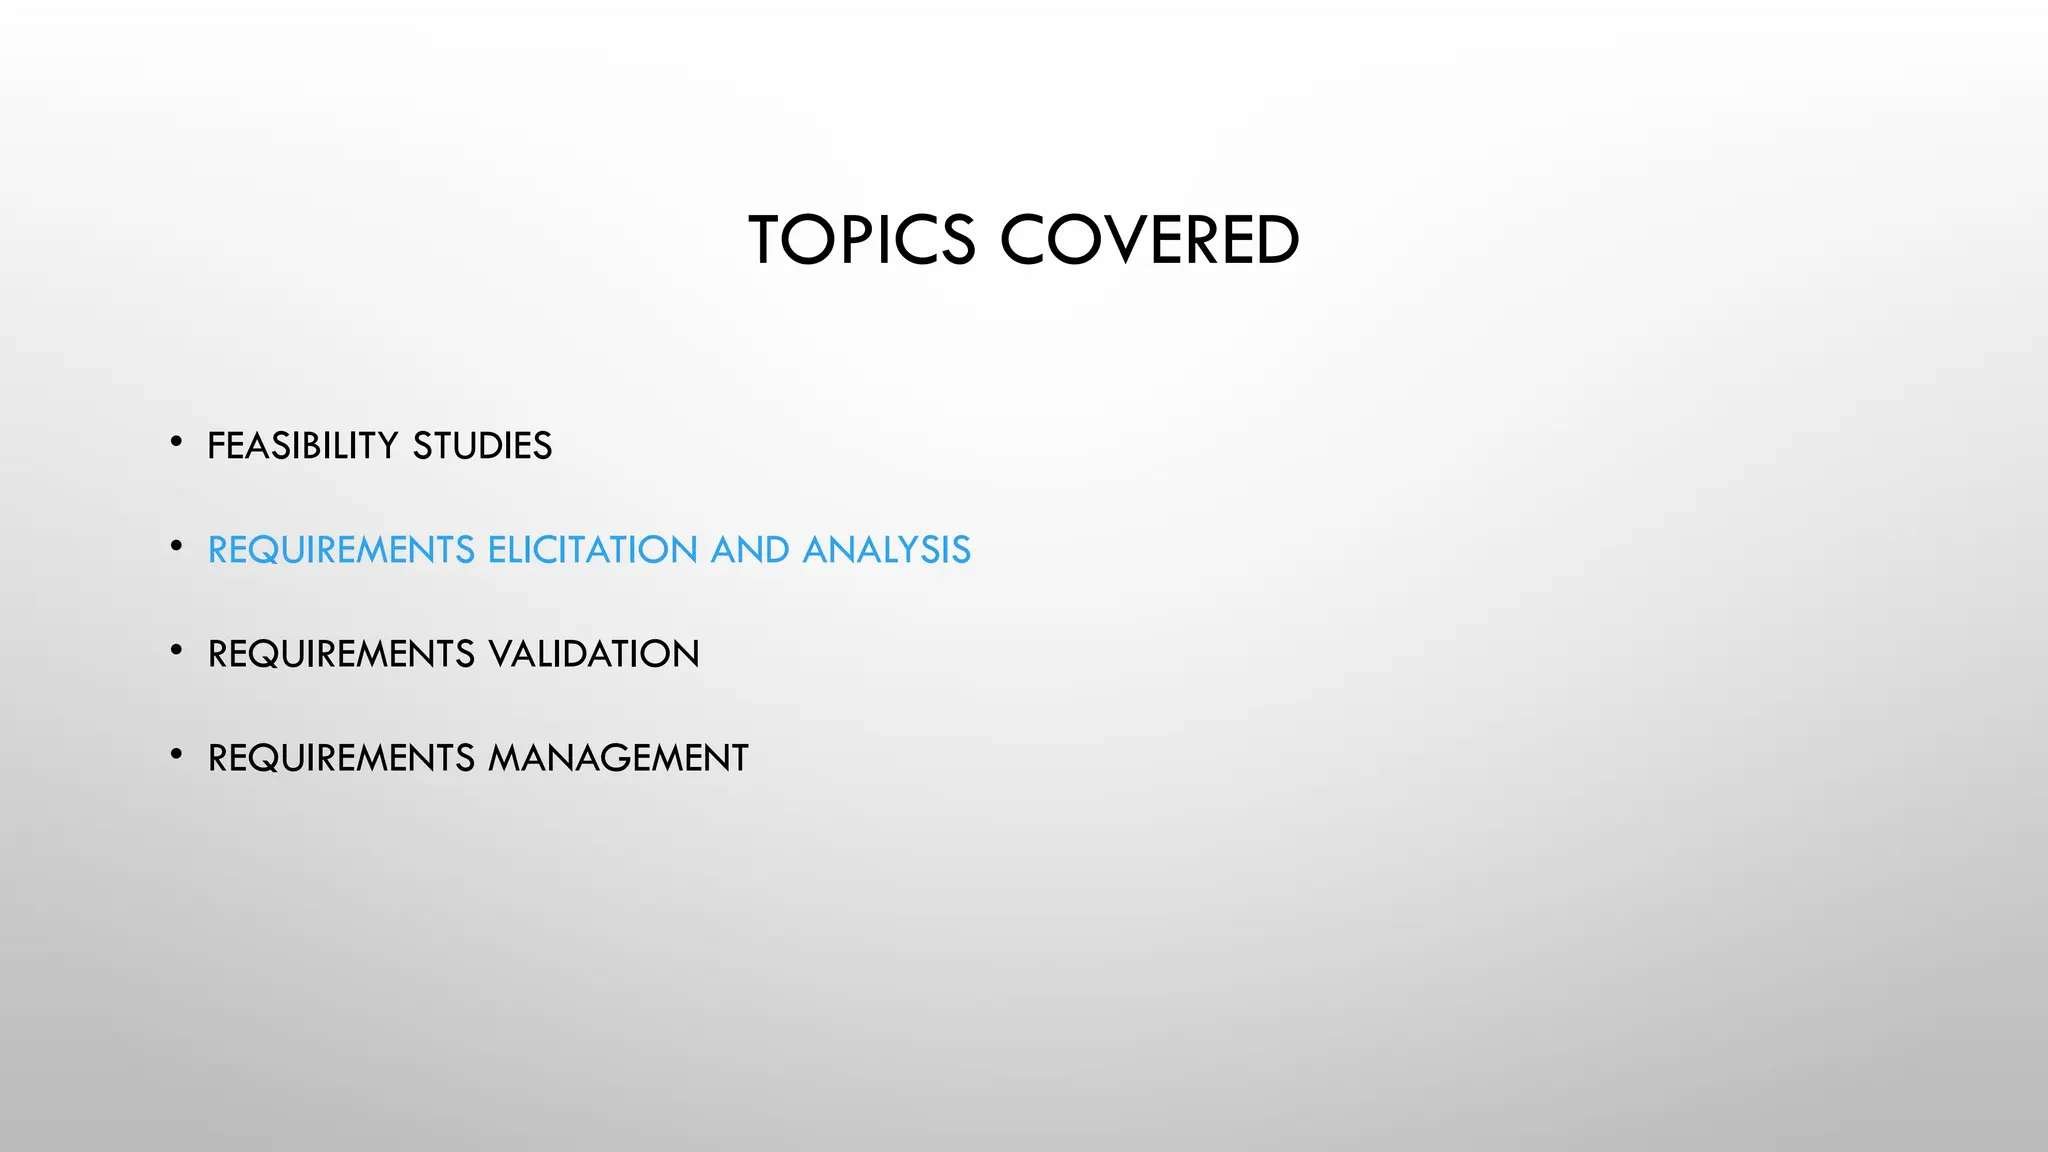 TOPICS COVERED
• FEASIBILITY STUDIES
• REQUIREMENTS ELICITATION AND ANALYSIS
• REQUIREMENTS VALIDATION
• REQUIREMENTS MANAGEMENT